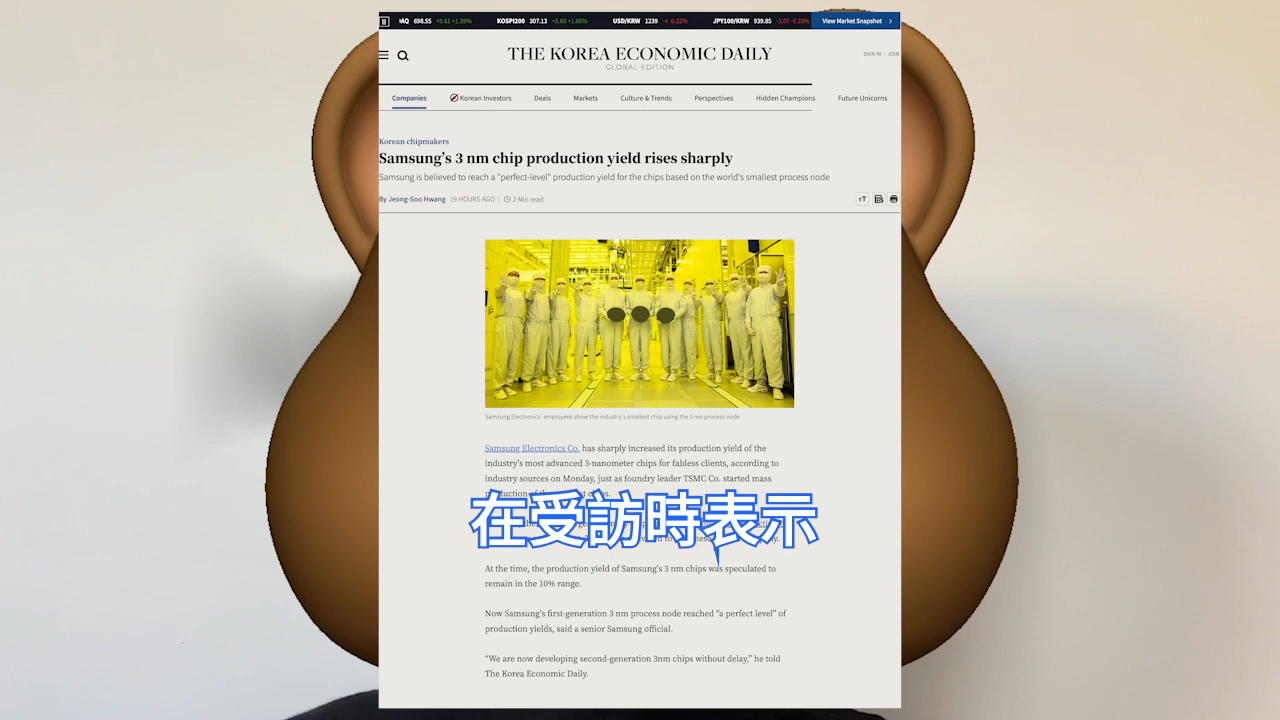 AQ 698.55 +9.61 +1.39% KOSPI200 307.13 +5.60 +1.86% USD/KRW 1239 -4 -0.32% JPY100/KRW 939.85 -3.07 -0.33% View Market Snapshot
THE KOREA ECONOMIC DAILY
GLOBAL EDITION
SIGN IN | JOIN
Companies Korean Investors Deals Markets Culture & Trends Perspectives Hidden Champions Future Unicorns
Korean chipmakers
Samsung's 3 nm chip production yield rises sharply
Samsung is believed to reach a "perfect-level" production yield for the chips based on the world's smallest process node
By Jeong-Soo Hwang 19 HOURS AGO | 2 Min read
Samsung Electronics' employees show the industry's smallest chip using the 3 nm process node
Samsung Electronics Co. has sharply increased its production yield of the
industry's most advanced 3-nanometer chips for fabless clients, according to
industry sources on Monday, just as foundry leader TSMC Co. started mass
在受訪時表示
At the time, the production yield of Samsung's 3 nm chips was speculated to
remain in the 10% range.
Now Samsung's first-generation 3 nm process node reached “a perfect level” of
production yields, said a senior Samsung official.
“We are now developing second-generation 3nm chips without delay,” he told
The Korea Economic Daily.